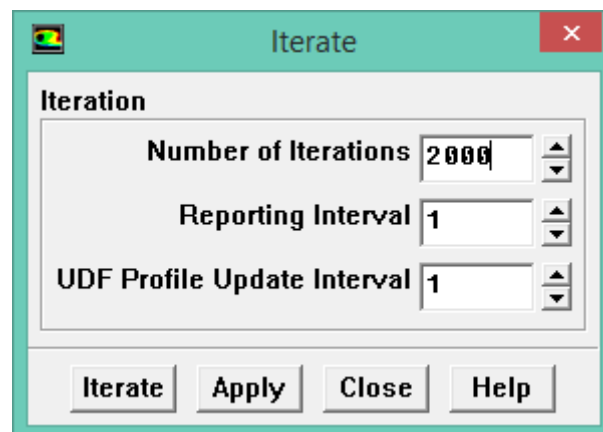 Iterate
Iteration
Number of Iterations 2000
Reporting Interval 1
UDF Profile Update Interval 1
Iterate Apply Close Help